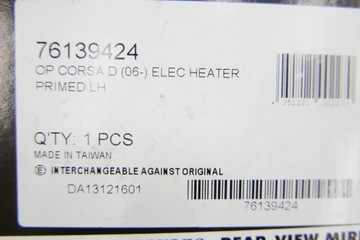 76139424
OP CORSA D (06-) ELEC HEATER
PRIMED LH
Q'TY: 1 PCS
MADE IN TAIWAN
E INTERCHANGEABLE AGAINST ORIGINAL
DA13121601
76139424
REAR VIEW MIR